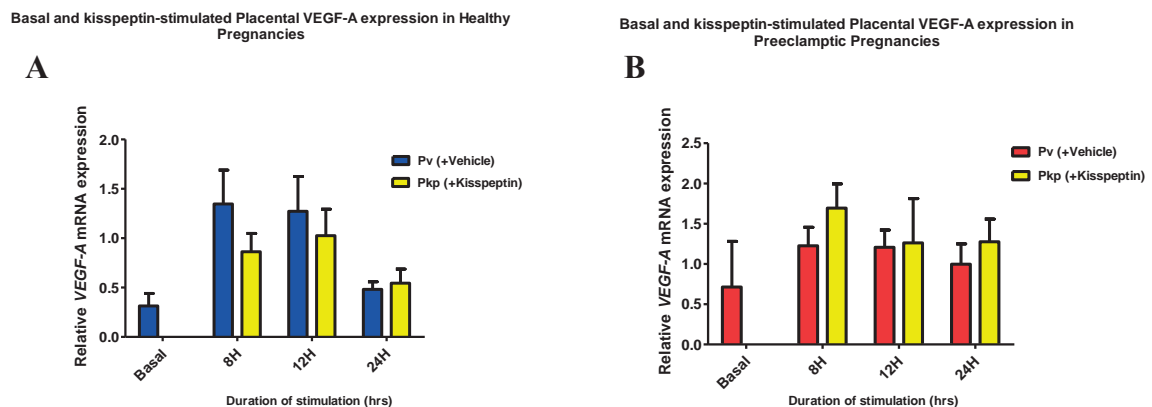 Basal and kisspeptin-stimulated Placental VEGF-A expression in Healthy
Pregnancies
A
Relative VEGF-A mRNA expression
2.0
1.5
1.0
0.5
0.0
Pv (+Vehicle)
Pkp (+Kisspeptin)
Basal
8H
12H
24H
Duration of stimulation (hrs)
Basal and kisspeptin-stimulated Placental VEGF-A expression in
Preeclamptic Pregnancies
B
Relative VEGF-A mRNA expression
2.5
2.0
1.5
1.0
0.5
0.0
Pv (+Vehicle)
Pkp (+Kisspeptin)
Basal
8H
12H
24H
Duration of stimulation (hrs)